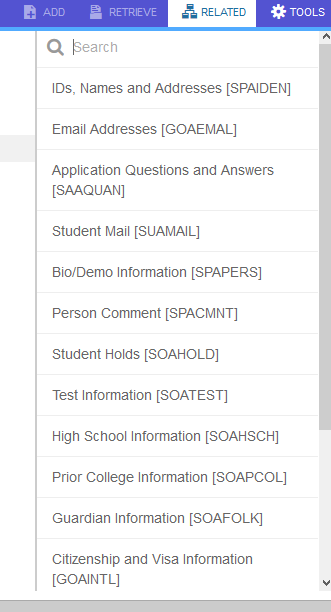 ADD RETRIEVE RELATED TOOLS
Search
IDs, Names and Addresses [SPAIDEN]
Email Addresses [GOAEMAL]
Application Questions and Answers
[SAAQUAN]
Student Mail [SUAMAIL]
Bio/Demo Information [SPAPERS]
Person Comment [SPACMNT]
Student Holds [SOAHOLD]
Test Information [SOATEST]
High School Information [SOAHSCH]
Prior College Information [SOAPCOL]
Guardian Information [SOAFOLK]
Citizenship and Visa Information
[GOAINTL]